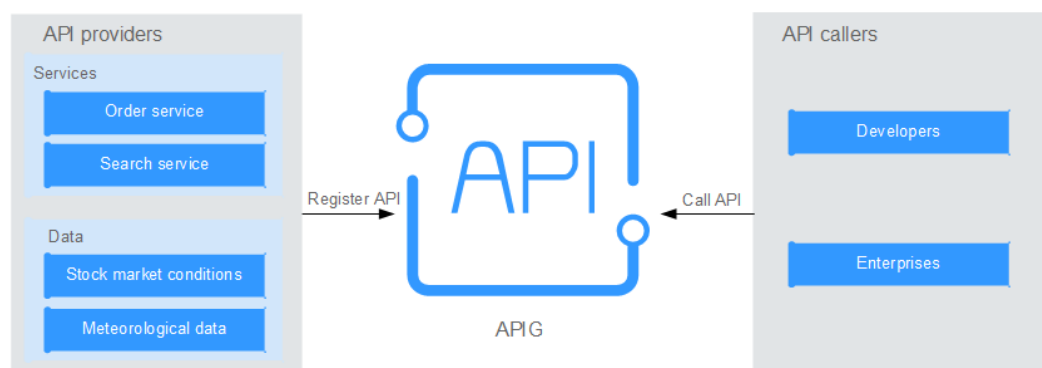 API providers
Services
Order service
Search service
Data
Stock market conditions
Meteorological data
Register API
API
APIG
Call API
API callers
Developers
Enterprises